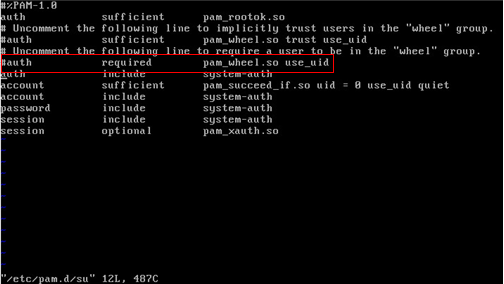 #%PAM-1.0
auth sufficient pam_rootok.so
# Uncomment the following line to implicitly trust users in the "wheel" group.
#auth sufficient pam_wheel.so trust use_uid
# Uncomment the following line to require a user to be in the "wheel" group.
#auth required pam_wheel.so use_uid
auth include system-auth
account sufficient pam_succeed_if.so uid = 0 use_uid quiet
account include system-auth
password include system-auth
session include system-auth
session optional pam_xauth.so
~
~
~
~
~
~
~
~
~
~
"/etc/pam.d/su" 12L, 487C